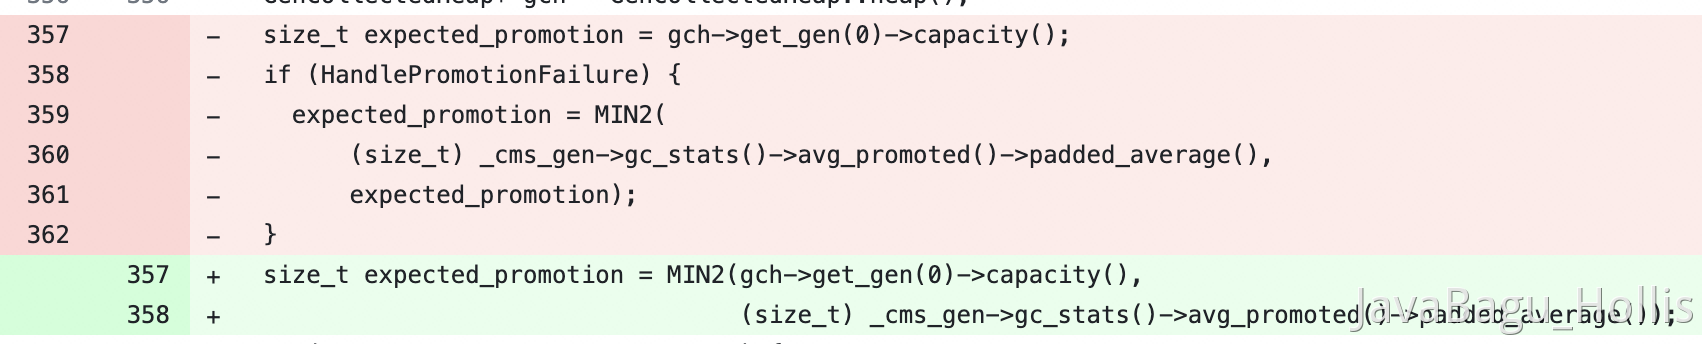 357 - size_t expected_promotion = gch->get_gen(0)->capacity();
358 - if (HandlePromotionFailure) {
359 - expected_promotion = MIN2(
360 - (size_t) _cms_gen->gc_stats()->avg_promoted()->padded_average(),
361 - expected_promotion);
362 - }
357 + size_t expected_promotion = MIN2(gch->get_gen(0)->capacity(),
358 + (size_t) _cms_gen->gc_stats()->avg_promoted()->padded_average());
JavaBagu_Hollis